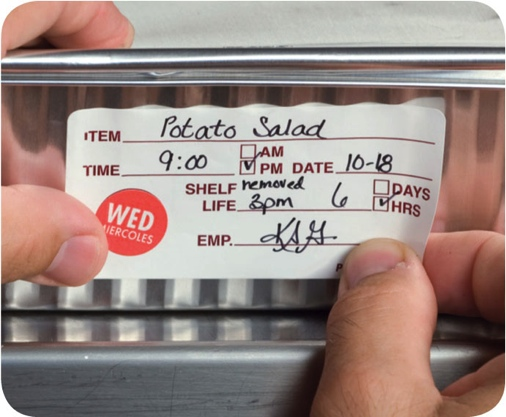 ITEM Potato Salad
TIME 9:00 AM
PM DATE 10-18
SHELF removed DAYS
LIFE 3pm 6 HRS
WED
MIERCOLES
EMP. KSG
P